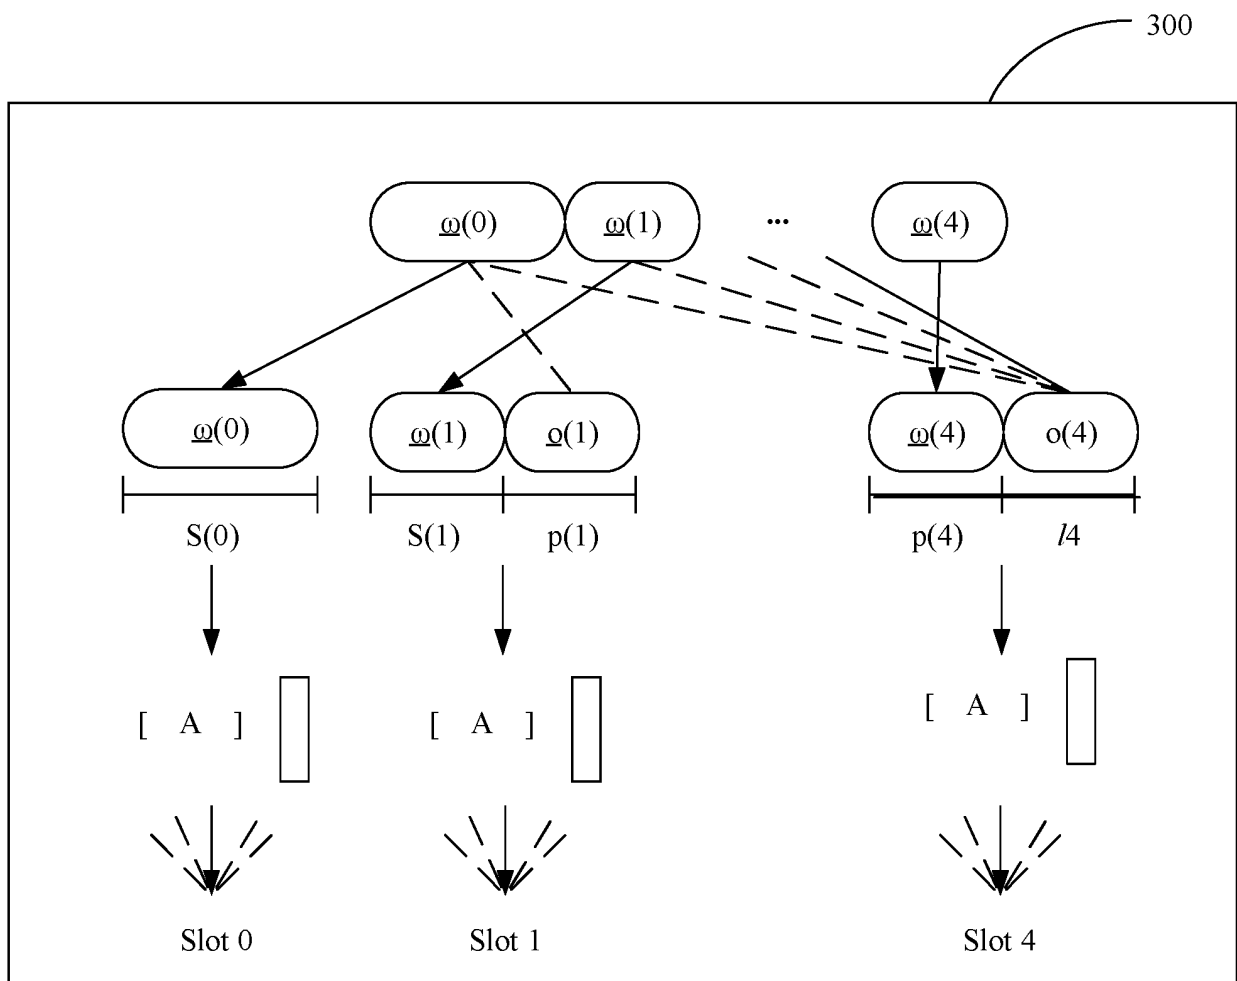 300
ω(0) ω(1) ... ω(4)
ω(0) ω(1) o(1) ω(4) o(4)
S(0) S(1) p(1) p(4) l4
[ A ] [ A ] [ A ]
Slot 0 Slot 1 Slot 4